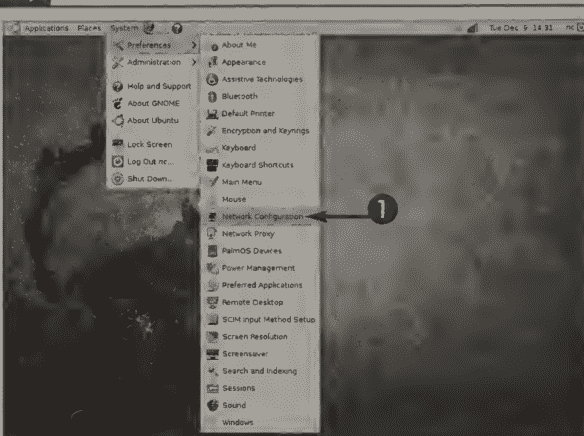 Applications Places System Tue Dec 9 14:31 nc
Preferences
Administration
Help and Support
About GNOME
About Ubuntu
Lock Screen
Log Out nc...
Shut Down...
About Me
Appearance
Assistive Technologies
Bluetooth
Default Printer
Encryption and Keyrings
Keyboard
Keyboard Shortcuts
Main Menu
Mouse
Network Configuration
1
Network Proxy
PalmOS Devices
Power Management
Preferred Applications
Remote Desktop
SCIM Input Method Setup
Screen Resolution
Screensaver
Search and Indexing
Sessions
Sound
Windows